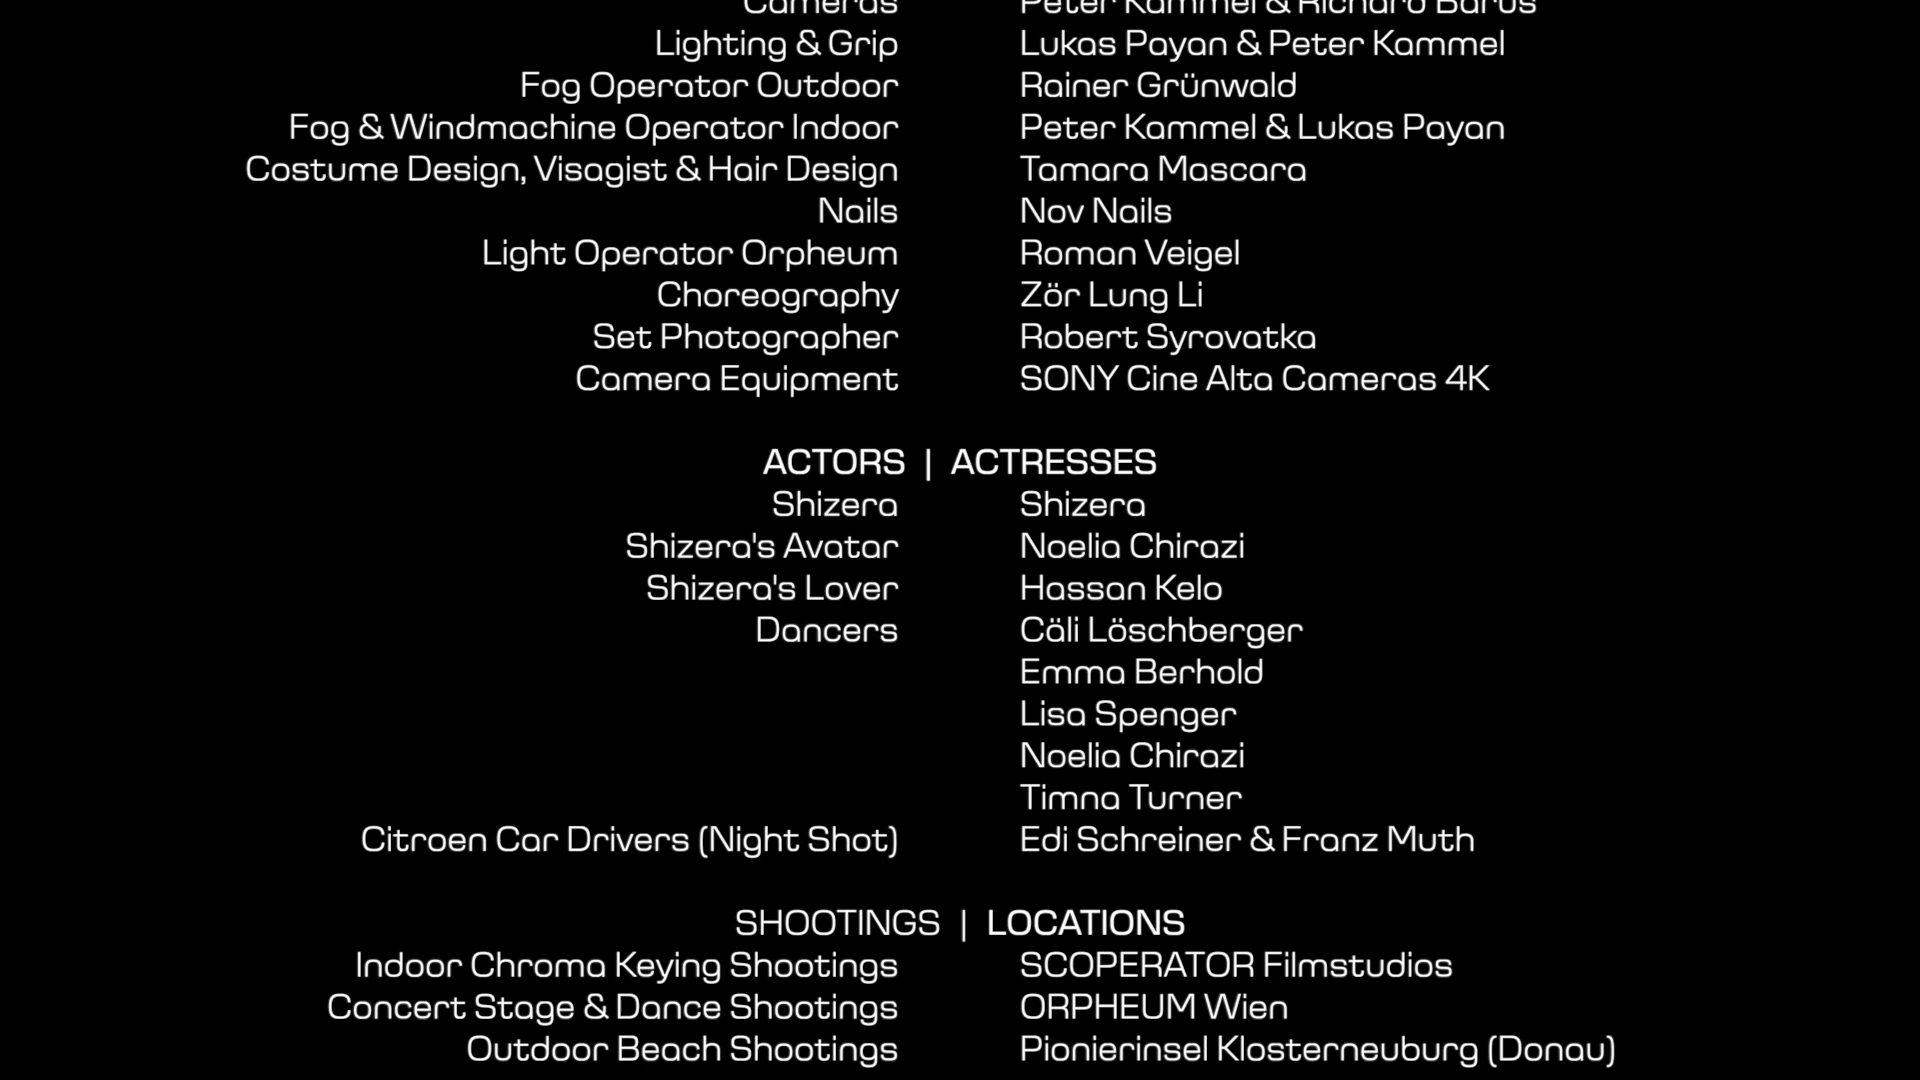 Cameras Peter Kammel & Richard Barus
Lighting & Grip Lukas Payan & Peter Kammel
Fog Operator Outdoor Rainer Grünwald
Fog & Windmachine Operator Indoor Peter Kammel & Lukas Payan
Costume Design, Visagist & Hair Design Tamara Mascara
Nails Nov Nails
Light Operator Orpheum Roman Veigel
Choreography Zör Lung Li
Set Photographer Robert Syrovatka
Camera Equipment SONY Cine Alta Cameras 4K
ACTORS | ACTRESSES
Shizera Shizera
Shizera's Avatar Noelia Chirazi
Shizera's Lover Hassan Kelo
Dancers Cäli Löschberger
Emma Berhold
Lisa Spenger
Noelia Chirazi
Timna Turner
Citroen Car Drivers (Night Shot) Edi Schreiner & Franz Muth
SHOOTINGS | LOCATIONS
Indoor Chroma Keying Shootings SCOPERATOR Filmstudios
Concert Stage & Dance Shootings ORPHEUM Wien
Outdoor Beach Shootings Pionierinsel Klosterneuburg (Donau)